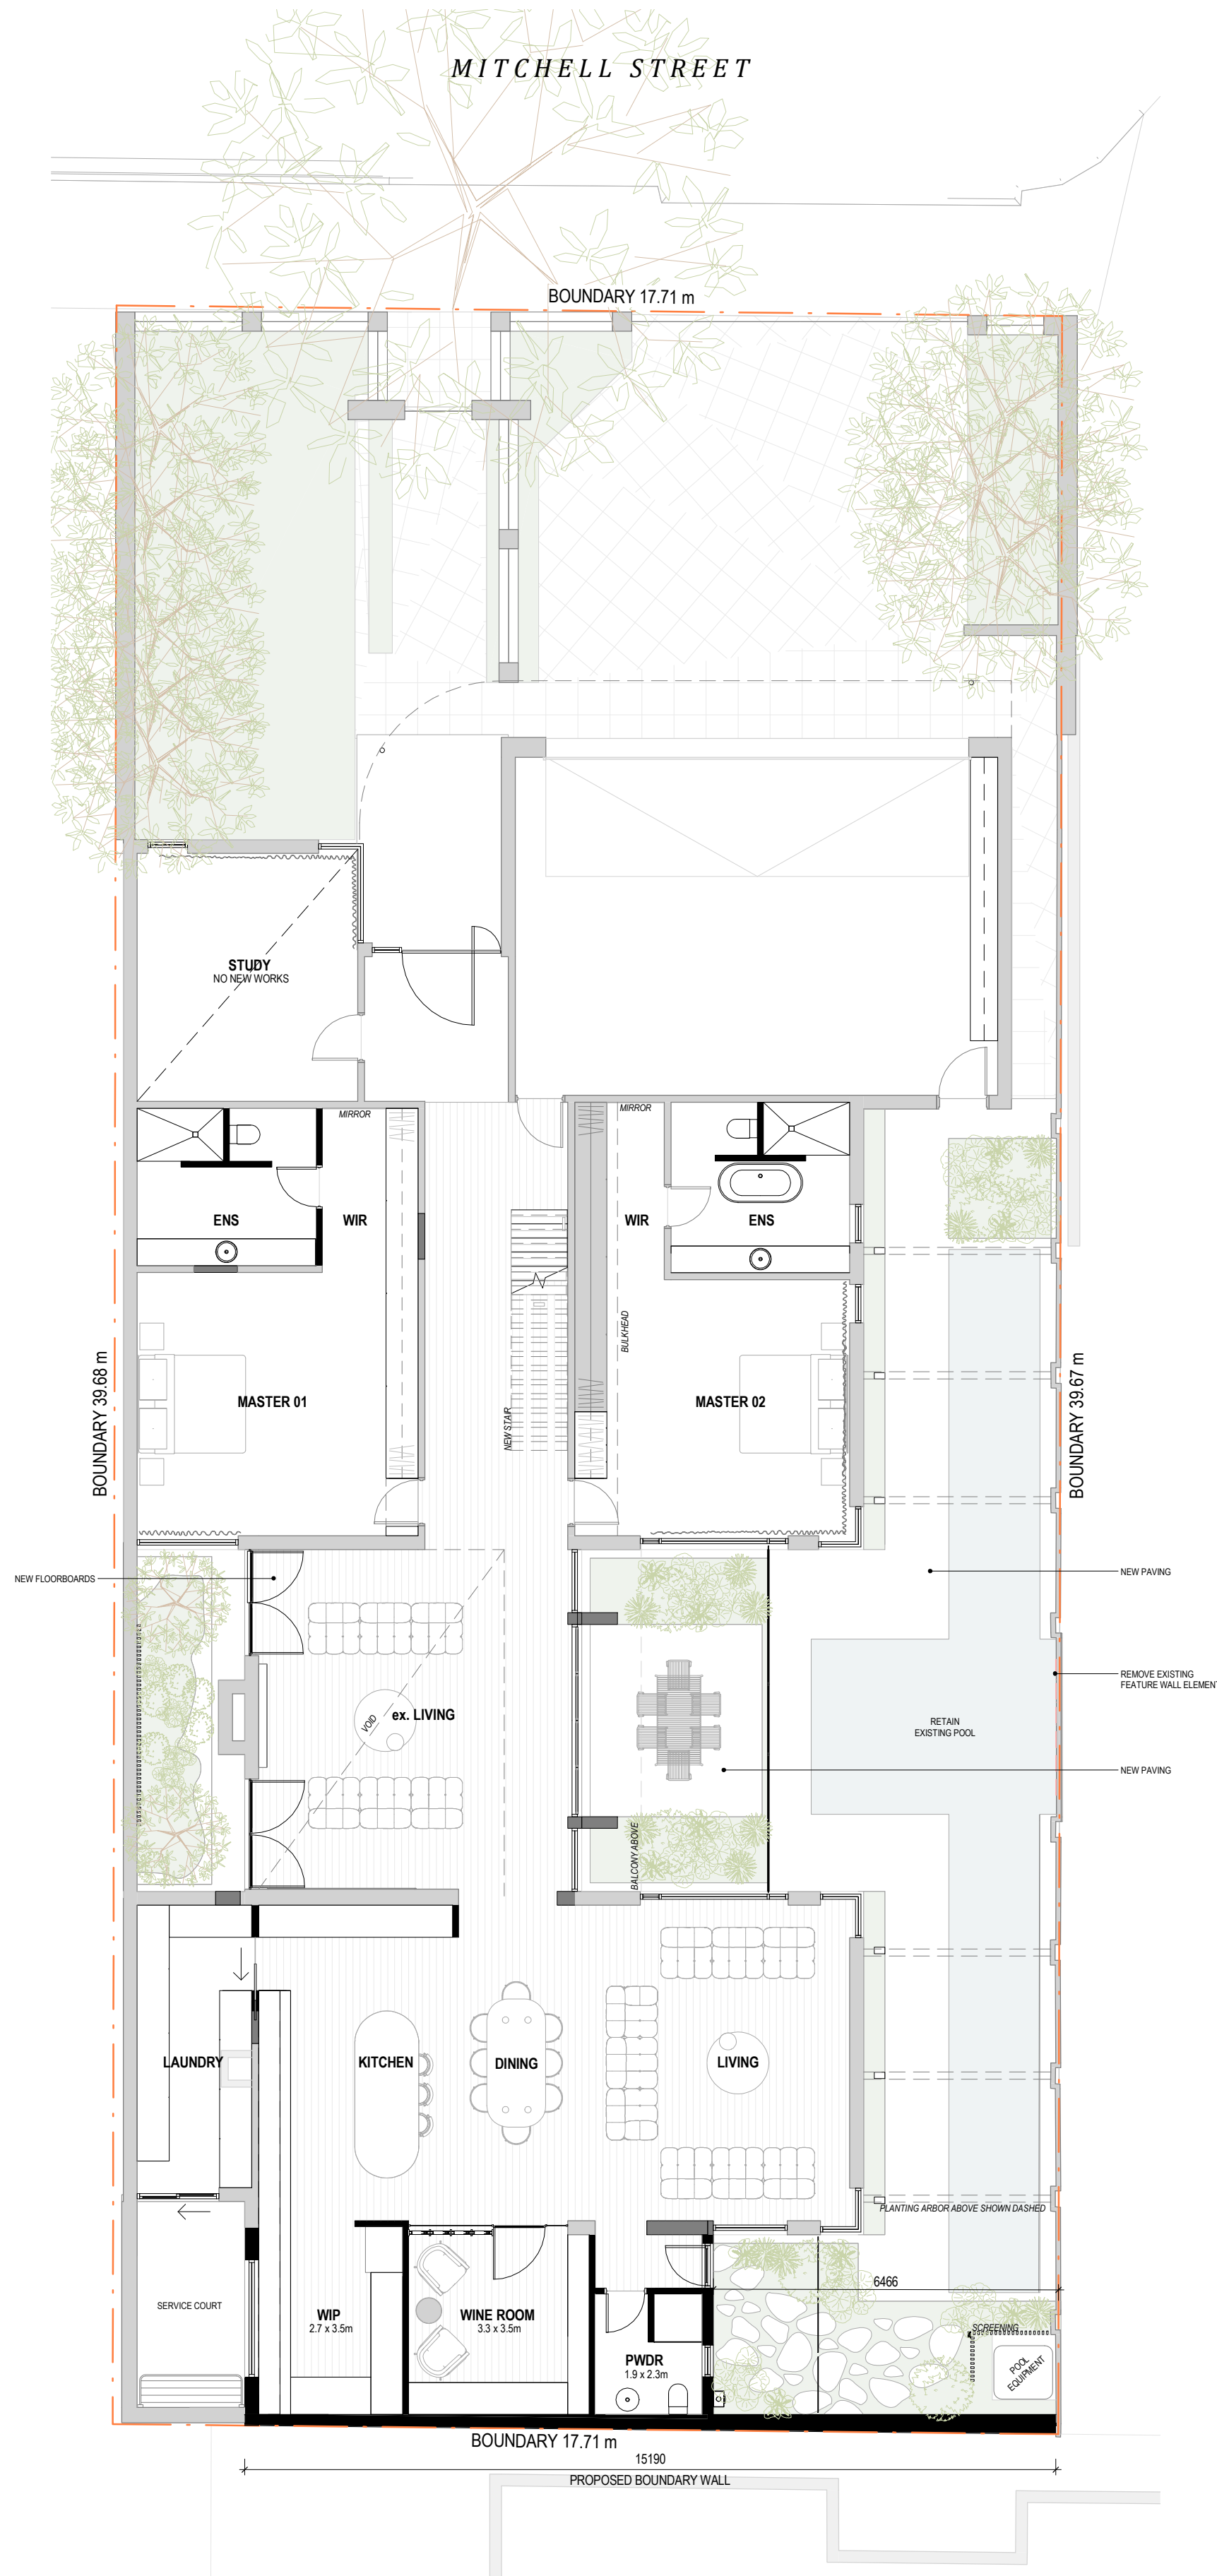 MITCHELL STREET
BOUNDARY 17.71 m
STUDY
NO NEW WORKS
MIRROR
MIRROR
ENS
WIR
WIR
ENS
BULKHEAD
BOUNDARY 39.68 m
MASTER 01
NEW STAIR
MASTER 02
BOUNDARY 39.67 m
NEW FLOORBOARDS
NEW PAVING
REMOVE EXISTING
FEATURE WALL ELEMEN
VOID
ex. LIVING
RETAIN
EXISTING POOL
NEW PAVING
BALCONY ABOVE
LAUNDRY
KITCHEN
DINING
LIVING
PLANTING ARBOR ABOVE SHOWN DASHED
6466
SERVICE COURT
WIP
2.7 x 3.5m
WINE ROOM
3.3 x 3.5m
SCREENING
PWDR
1.9 x 2.3m
POOL
EQUIPMENT
BOUNDARY 17.71 m
15190
PROPOSED BOUNDARY WALL